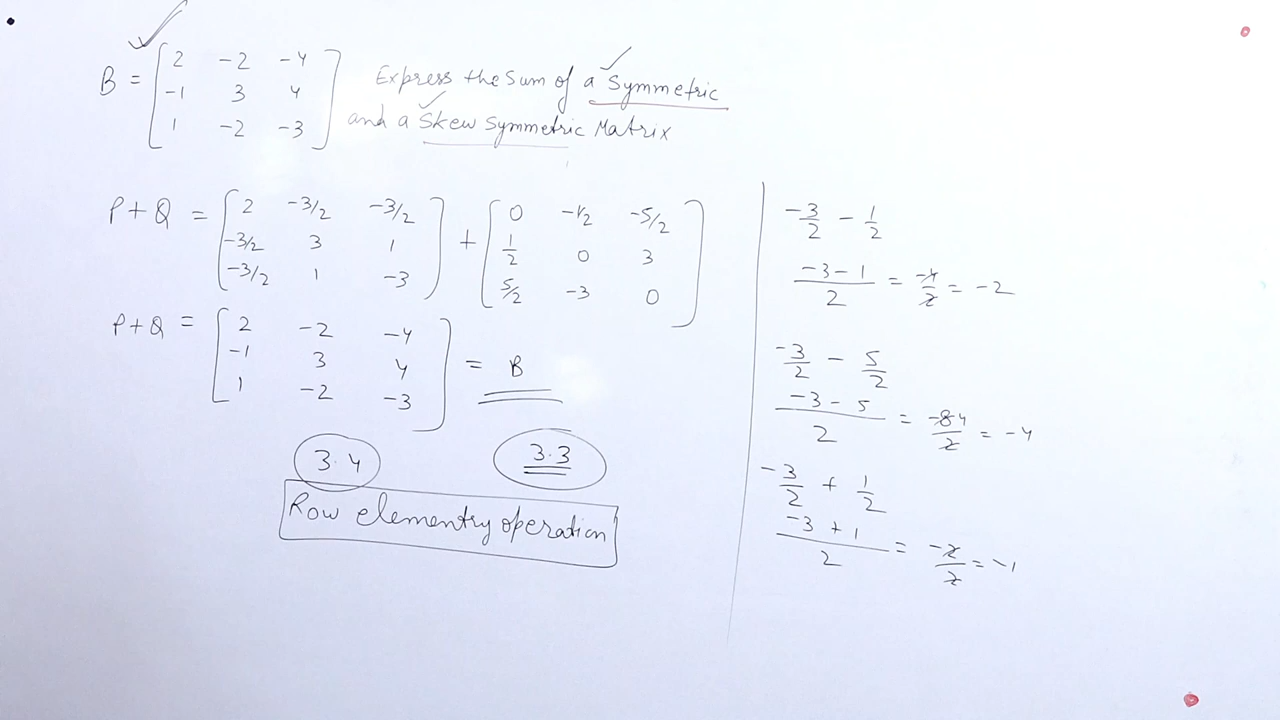 B = [ 2 -2 -4
-1 3 4
1 -2 -3 ]
Express the Sum of a Symmetric
and a Skew Symmetric Matrix
P+Q = [ 2 -3/2 -3/2
-3/2 3 1
-3/2 1 -3 ] + [ 0 -1/2 -5/2
1/2 0 3
5/2 -3 0 ]
P+Q = [ 2 -2 -4
-1 3 4
1 -2 -3 ] = B
3.4 3.3
Row elementry operation
-3/2 - 1/2
(-3-1)/2 = -4/2 = -2
-3/2 - 5/2
(-3-5)/2 = -8 4/2 = -4
-3/2 + 1/2
(-3+1)/2 = -2/2 = -1